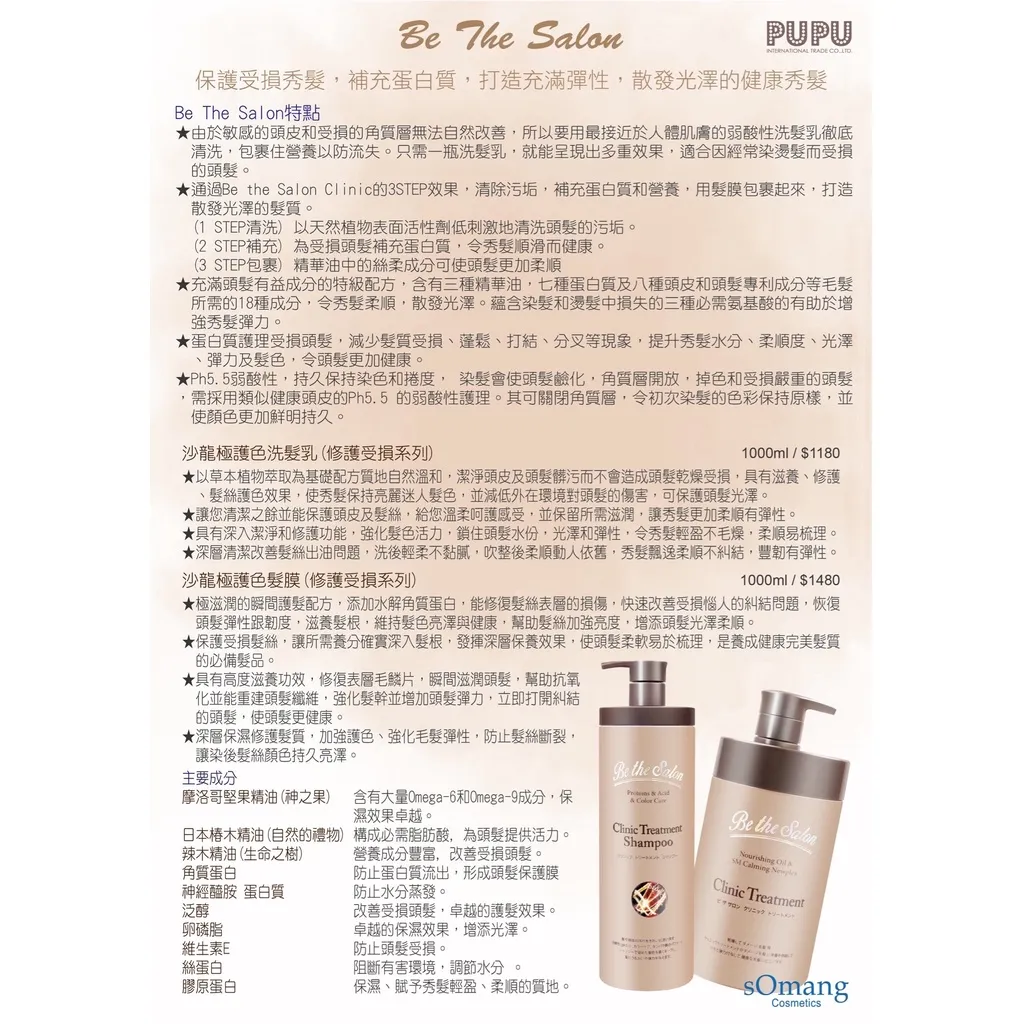 Be The Salon
PUPU
INTERNATIONAL TRADE CO.,LTD.
保護受損秀髮，補充蛋白質，打造充滿彈性，散發光澤的健康秀髮
Be The Salon特點
★由於敏感的頭皮和受損的角質層無法自然改善，所以要用最接近於人體肌膚的弱酸性洗髮乳徹底
清洗，包裹住營養以防流失。只需一瓶洗髮乳，就能呈現出多重效果，適合因經常染燙髮而受損
的頭髮。
★通過Be the Salon Clinic的3STEP效果，清除污垢，補充蛋白質和營養，用髮膜包裹起來，打造
散發光澤的髮質。
(1 STEP清洗) 以天然植物表面活性劑低刺激地清洗頭髮的污垢。
(2 STEP補充) 為受損頭髮補充蛋白質，令秀髮順滑而健康。
(3 STEP包裹) 精華油中的絲柔成分可使頭髮更加柔順
★充滿頭髮有益成分的特級配方，含有三種精華油，七種蛋白質及八種頭皮和頭髮專利成分等毛髮
所需的18種成分，令秀髮柔順，散發光澤。蘊含染髮和燙髮中損失的三種必需氨基酸的有助於增
強秀髮彈力。
★蛋白質護理受損頭髮，減少髮質受損、蓬鬆、打結、分叉等現象，提升秀髮水分、柔順度、光澤
、彈力及髮色，令頭髮更加健康。
★Ph5.5弱酸性，持久保持染色和捲度， 染髮會使頭髮鹼化，角質層開放，掉色和受損嚴重的頭髮
，需採用類似健康頭皮的Ph5.5 的弱酸性護理。其可關閉角質層，令初次染髮的色彩保持原樣，並
使顏色更加鮮明持久。
沙龍極護色洗髮乳(修護受損系列) 1000ml / $1180
★以草本植物萃取為基礎配方質地自然溫和，潔淨頭皮及頭髮髒污而不會造成頭髮乾燥受損，具有滋養、修護
、髮絲護色效果，使秀髮保持亮麗迷人髮色，並減低外在環境對頭髮的傷害，可保護頭髮光澤。
★讓您清潔之餘並能保護頭皮及髮絲，給您溫柔呵護感受，並保留所需滋潤，讓秀髮更加柔順有彈性。
★具有深入潔淨和修護功能，強化髮色活力，鎖住頭髮水份，光澤和彈性，令秀髮輕盈不毛燥，柔順易梳理。
★深層清潔改善髮絲出油問題，洗後輕柔不黏膩，吹整後柔順動人依舊，秀髮飄逸柔順不糾結，豐韌有彈性。
沙龍極護色髮膜(修護受損系列) 1000ml / $1480
★極滋潤的瞬間護髮配方，添加水解角質蛋白，能修復髮絲表層的損傷，快速改善受損惱人的糾結問題，恢復
頭髮彈性跟韌度，滋養髮根，維持髮色亮澤與健康，幫助髮絲加強亮度，增添頭髮光澤柔順。
★保護受損髮絲，讓所需養分確實深入髮根，發揮深層保養效果，使頭髮柔軟易於梳理，是養成健康完美髮質
的必備髮品。
★具有高度滋養功效，修復表層毛鱗片，瞬間滋潤頭髮，幫助抗氧
化並能重建頭髮纖維，強化髮幹並增加頭髮彈力，立即打開糾結
的頭髮，使頭髮更健康。
★深層保濕修護髮質，加強護色、強化毛髮彈性，防止髮絲斷裂，
讓染後髮絲顏色持久亮澤。
主要成分
摩洛哥堅果精油(神之果) 含有大量Omega-6和Omega-9成分，保
濕效果卓越。
日本椿木精油(自然的禮物) 構成必需脂肪酸, 為頭髮提供活力。
辣木精油(生命之樹) 營養成分豐富, 改善受損頭髮。
角質蛋白 防止蛋白質流出，形成頭髮保護膜
神經醯胺 蛋白質 防止水分蒸發。
泛醇 改善受損頭髮，卓越的護髮效果。
卵磷脂 卓越的保濕效果，增添光澤。
維生素E 防止頭髮受損。
絲蛋白 阻斷有害環境，調節水分 。
膠原蛋白 保濕、賦予秀髮輕盈、柔順的質地。
Be the Salon
Proteins & Acid
& Color Care
Clinic Treatment
Shampoo
Be the Salon
Nourishing Oil &
SM Calming Nemplex
Clinic Treatment
ビ ザ サロン クリニック トリートメント
sOmang
Cosmetics